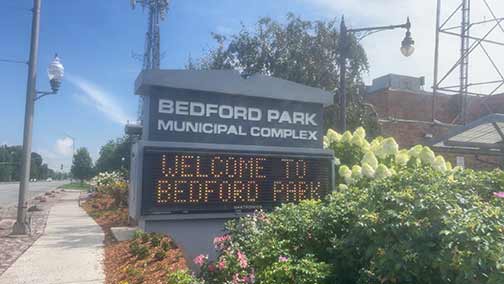 BEDFORD PARK
MUNICIPAL COMPLEX
WELCOME TO
BEDFORD PARK